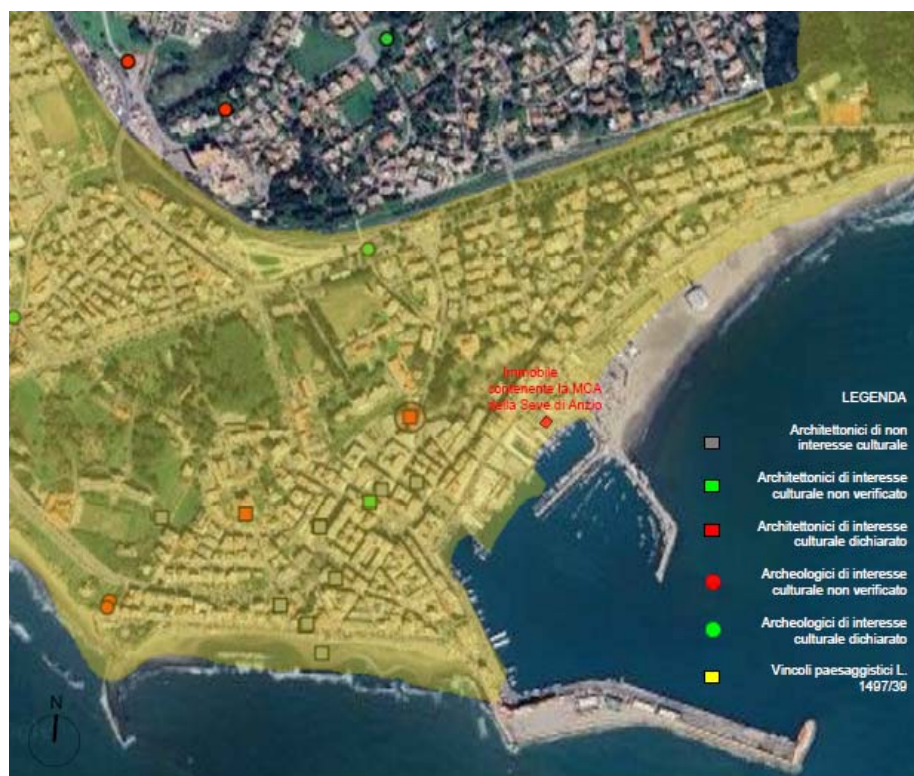 Immobile
contenente la MCA
della Seve di Anzio
LEGENDA
Architettonici di non
interesse culturale
Architettonici di interesse
culturale non verificato
Architettonici di interesse
culturale dichiarato
Archeologici di interesse
culturale non verificato
Archeologici di interesse
culturale dichiarato
Vincoli paesaggistici L.
1497/39
N